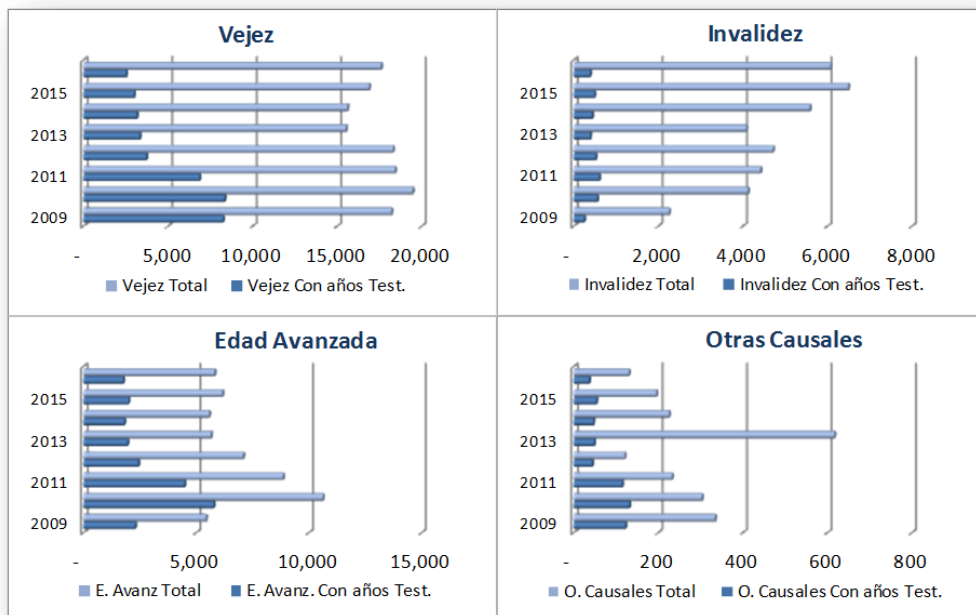 Vejez
2015
2013
2011
2009
- 5,000 10,000 15,000 20,000
Vejez Total Vejez Con años Test.
Invalidez
2015
2013
2011
2009
- 2,000 4,000 6,000 8,000
Invalidez Total Invalidez Con años Test.
Edad Avanzada
2015
2013
2011
2009
- 5,000 10,000 15,000
E. Avanz Total E. Avanz. Con años Test.
Otras Causales
2015
2013
2011
2009
- 200 400 600 800
O. Causales Total O. Causales Con años Test.